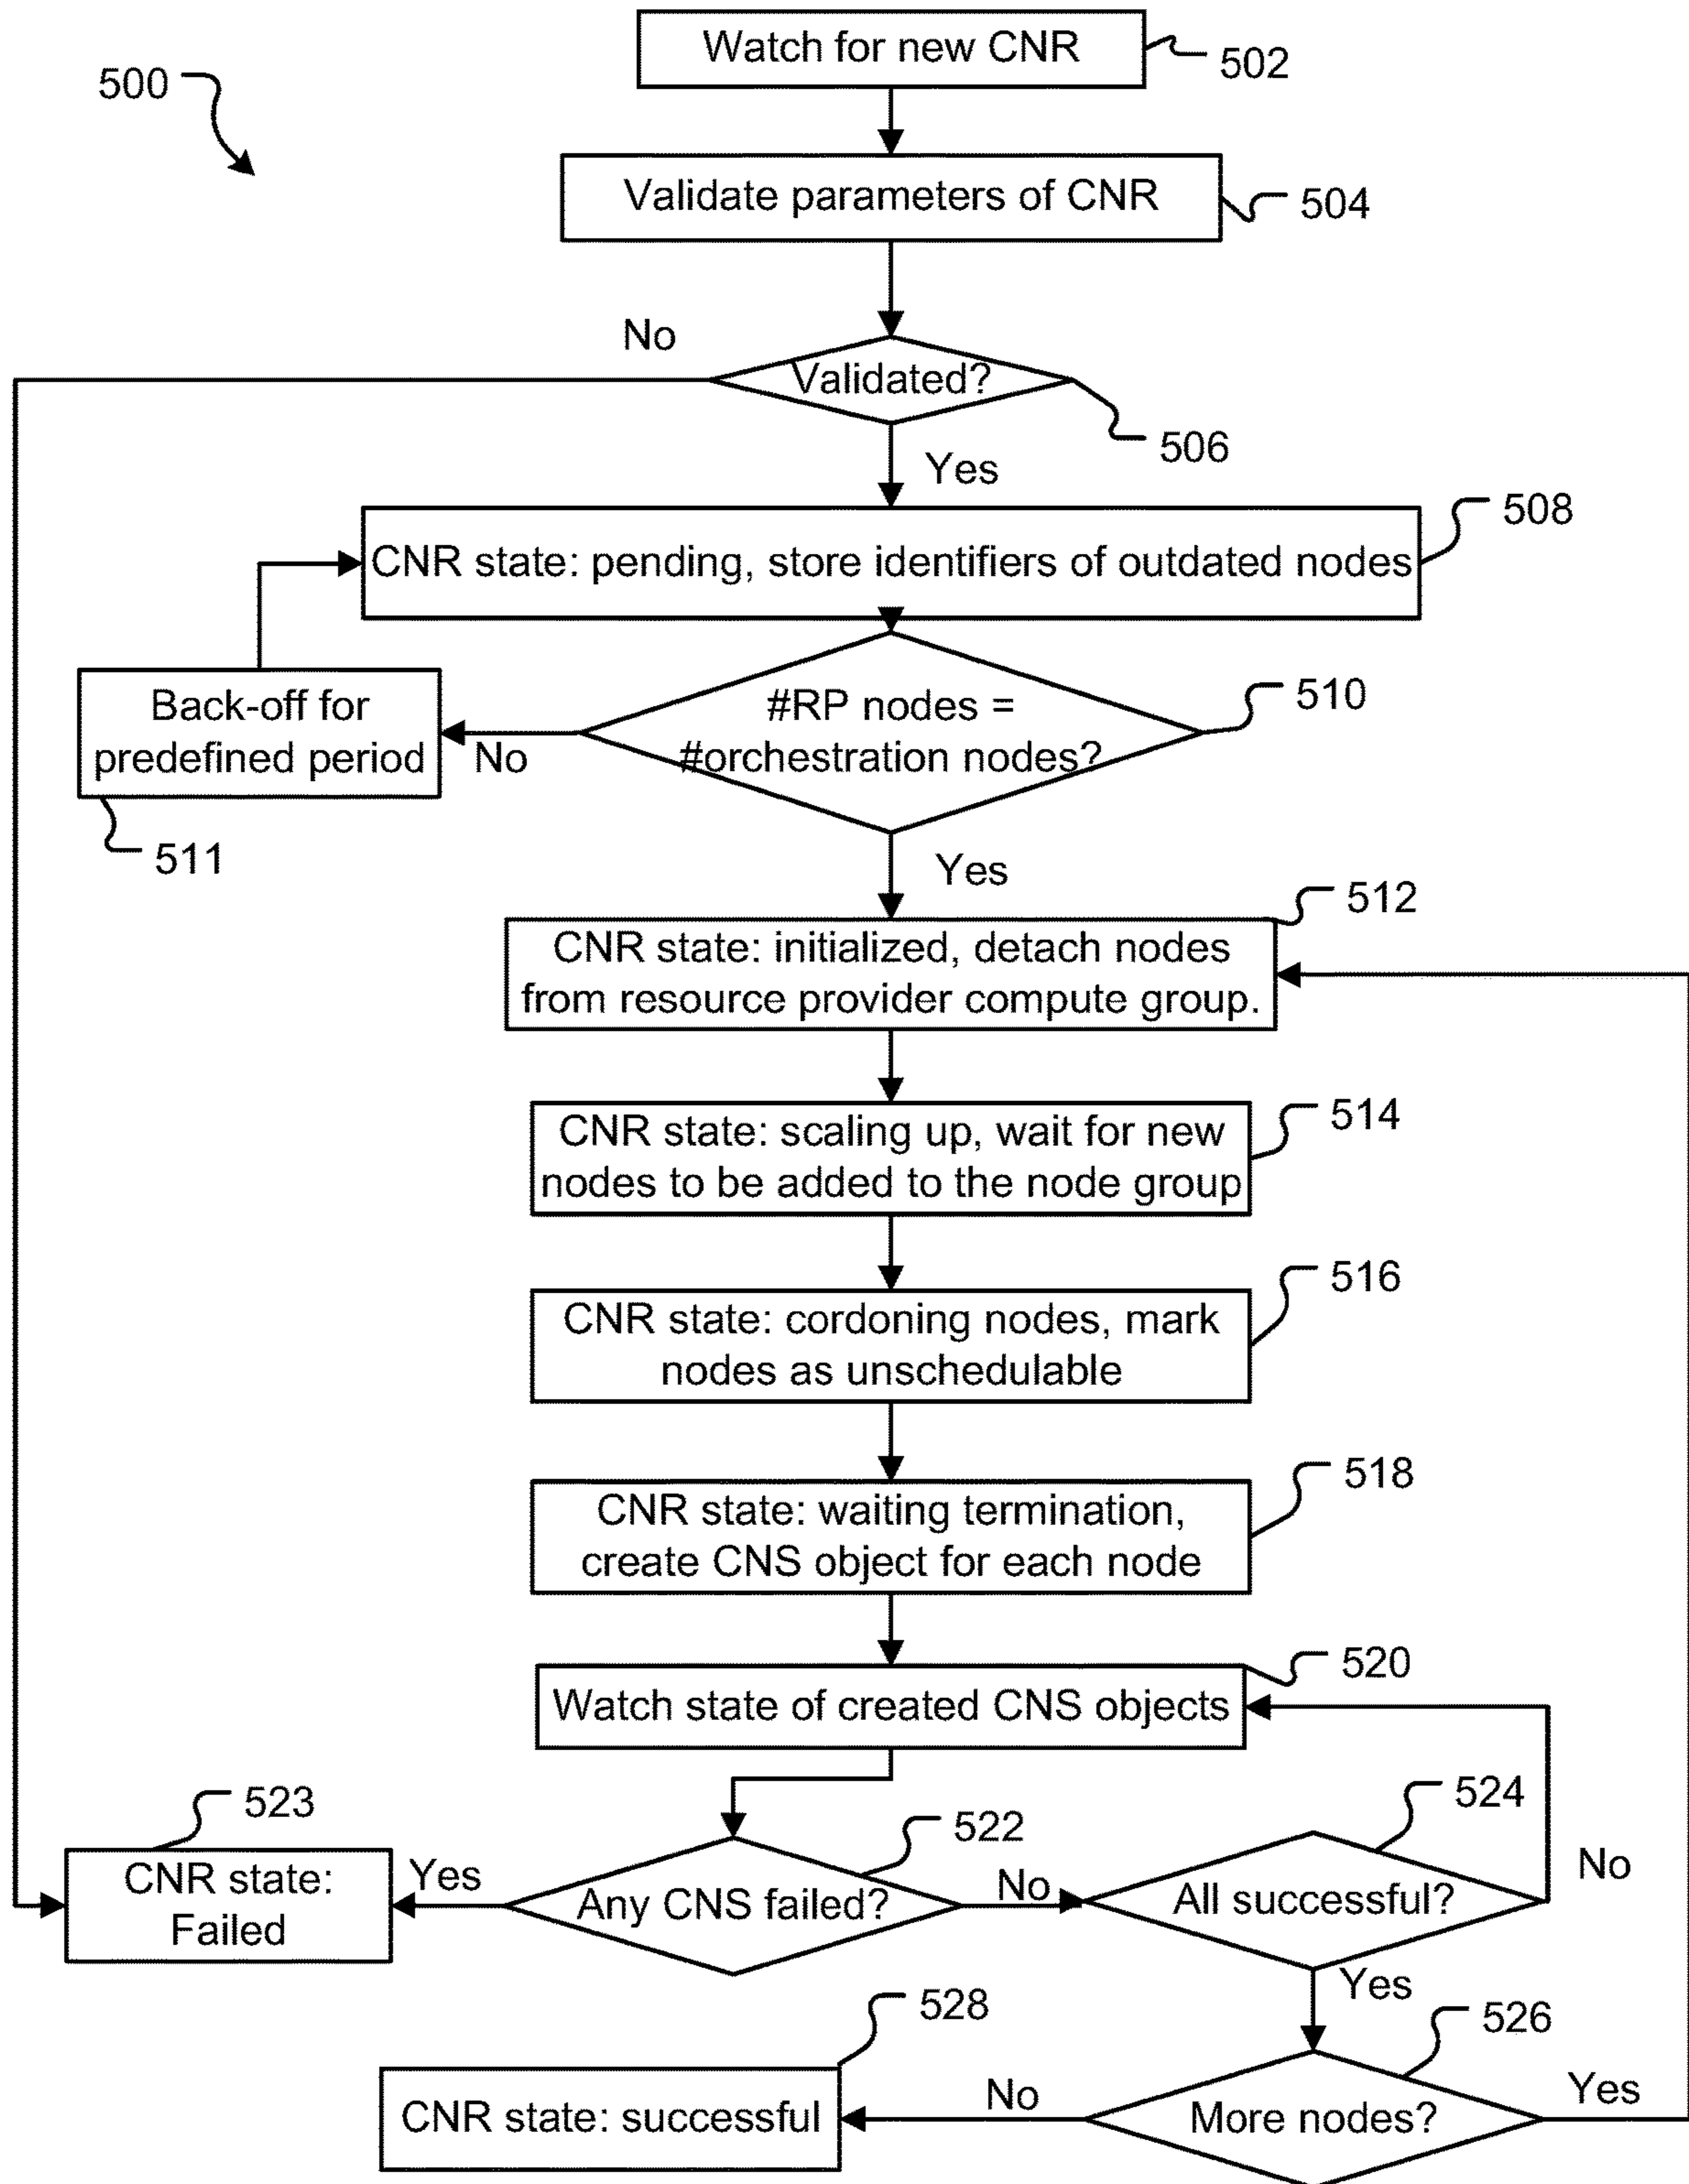 Watch for new CNR
502
500
Validate parameters of CNR
504
No
Validated?
506
Yes
508
CNR state: pending, store identifiers of outdated nodes
Back-off for
predefined period
511
No
#RP nodes =
#orchestration nodes?
510
Yes
512
CNR state: initialized, detach nodes
from resource provider compute group.
514
CNR state: scaling up, wait for new
nodes to be added to the node group
516
CNR state: cordoning nodes, mark
nodes as unschedulable
518
CNR state: waiting termination,
create CNS object for each node
520
Watch state of created CNS objects
523
CNR state:
Failed
Yes
522
Any CNS failed?
No
524
All successful?
No
Yes
526
More nodes?
Yes
No
528
CNR state: successful